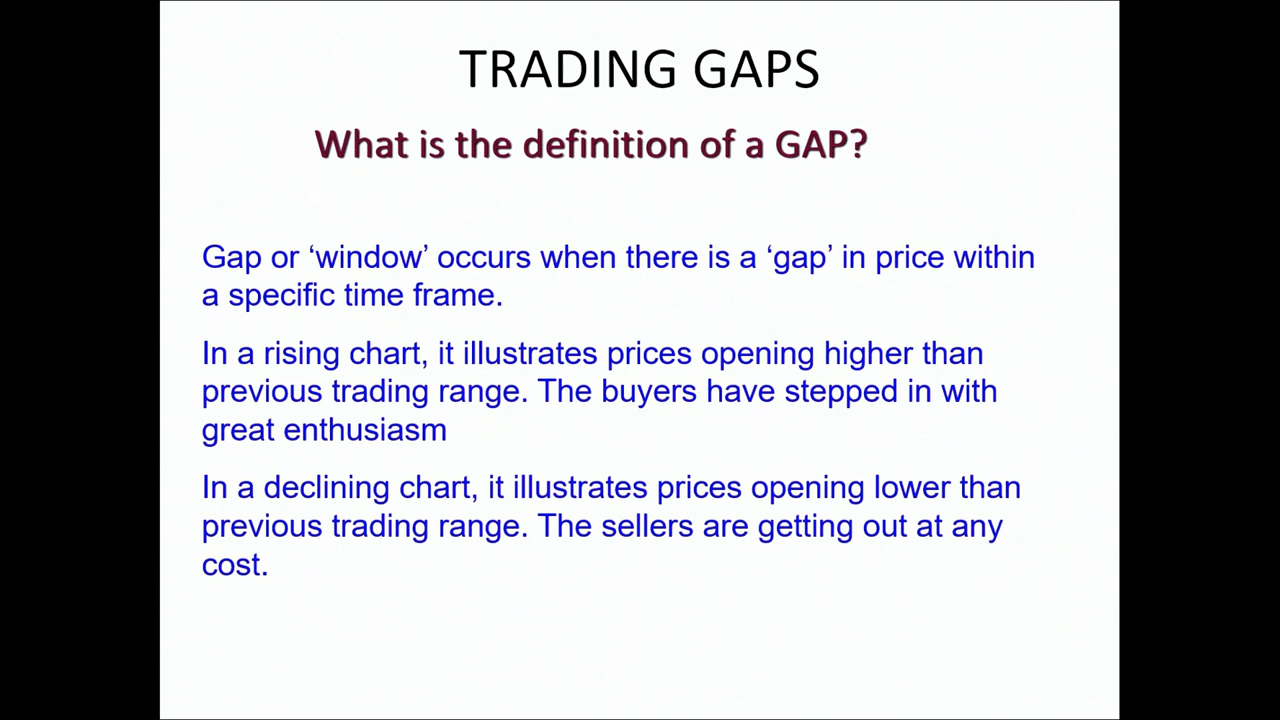 TRADING GAPS
What is the definition of a GAP?
Gap or ‘window’ occurs when there is a ‘gap’ in price within
a specific time frame.
In a rising chart, it illustrates prices opening higher than
previous trading range. The buyers have stepped in with
great enthusiasm
In a declining chart, it illustrates prices opening lower than
previous trading range. The sellers are getting out at any
cost.